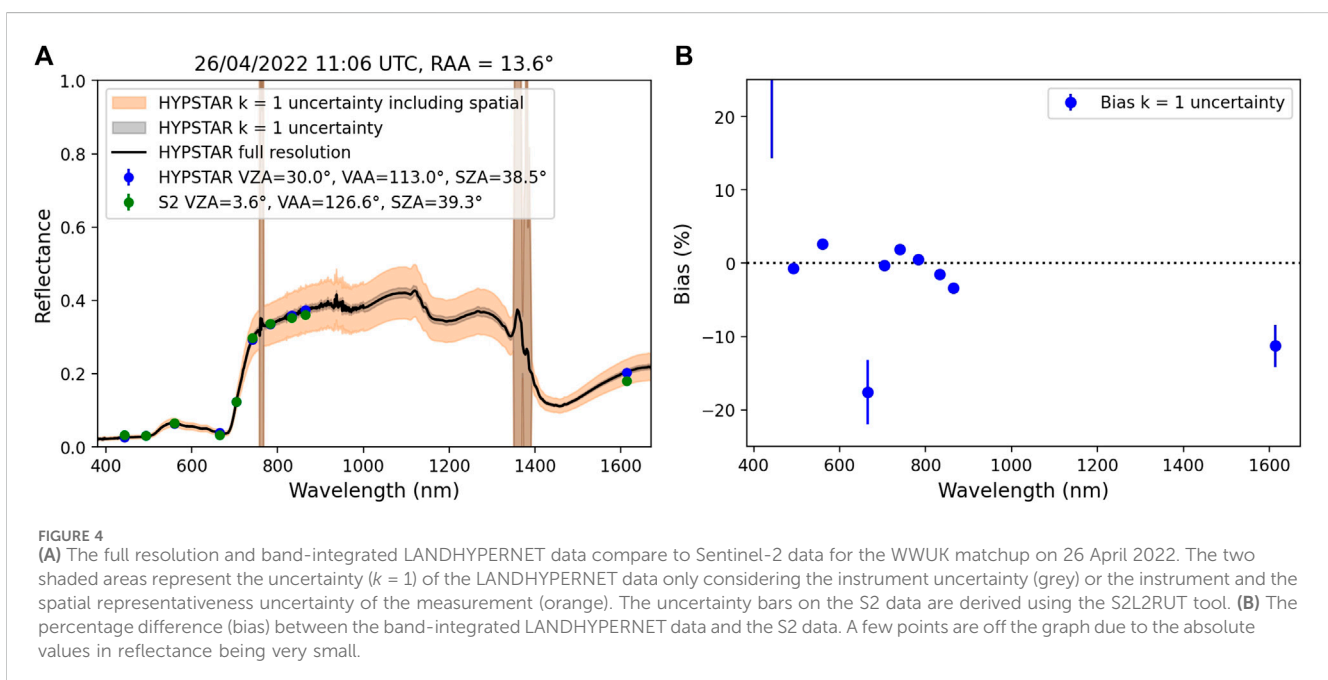 A
26/04/2022 11:06 UTC, RAA = 13.6°
1.0
0.8
0.6
0.4
0.2
0.0
Reflectance
HYPSTAR k = 1 uncertainty including spatial
HYPSTAR k = 1 uncertainty
HYPSTAR full resolution
HYPSTAR VZA=30.0°, VAA=113.0°, SZA=38.5°
S2 VZA=3.6°, VAA=126.6°, SZA=39.3°
400 600 800 1000 1200 1400 1600
Wavelength (nm)
B
20
10
0
−10
−20
Bias (%)
Bias k = 1 uncertainty
400 600 800 1000 1200 1400 1600
Wavelength (nm)
FIGURE 4
(A) The full resolution and band-integrated LANDHYPERNET data compare to Sentinel-2 data for the WWUK matchup on 26 April 2022. The two
shaded areas represent the uncertainty (k = 1) of the LANDHYPERNET data only considering the instrument uncertainty (grey) or the instrument and the
spatial representativeness uncertainty of the measurement (orange). The uncertainty bars on the S2 data are derived using the S2L2RUT tool. (B) The
percentage difference (bias) between the band-integrated LANDHYPERNET data and the S2 data. A few points are off the graph due to the absolute
values in reflectance being very small.